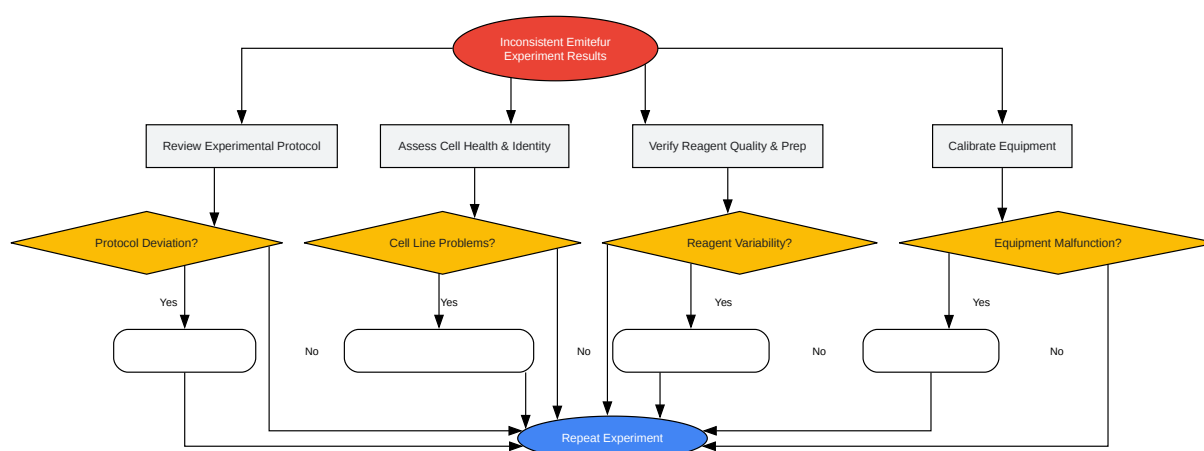 Inconsistent Emitefur
Experiment Results
Review Experimental Protocol
Assess Cell Health & Identity
Verify Reagent Quality & Prep
Calibrate Equipment
Protocol Deviation?
Cell Line Problems?
Reagent Variability?
Equipment Malfunction?
Yes
Yes
Yes
Yes
No
No
No
No
Repeat Experiment